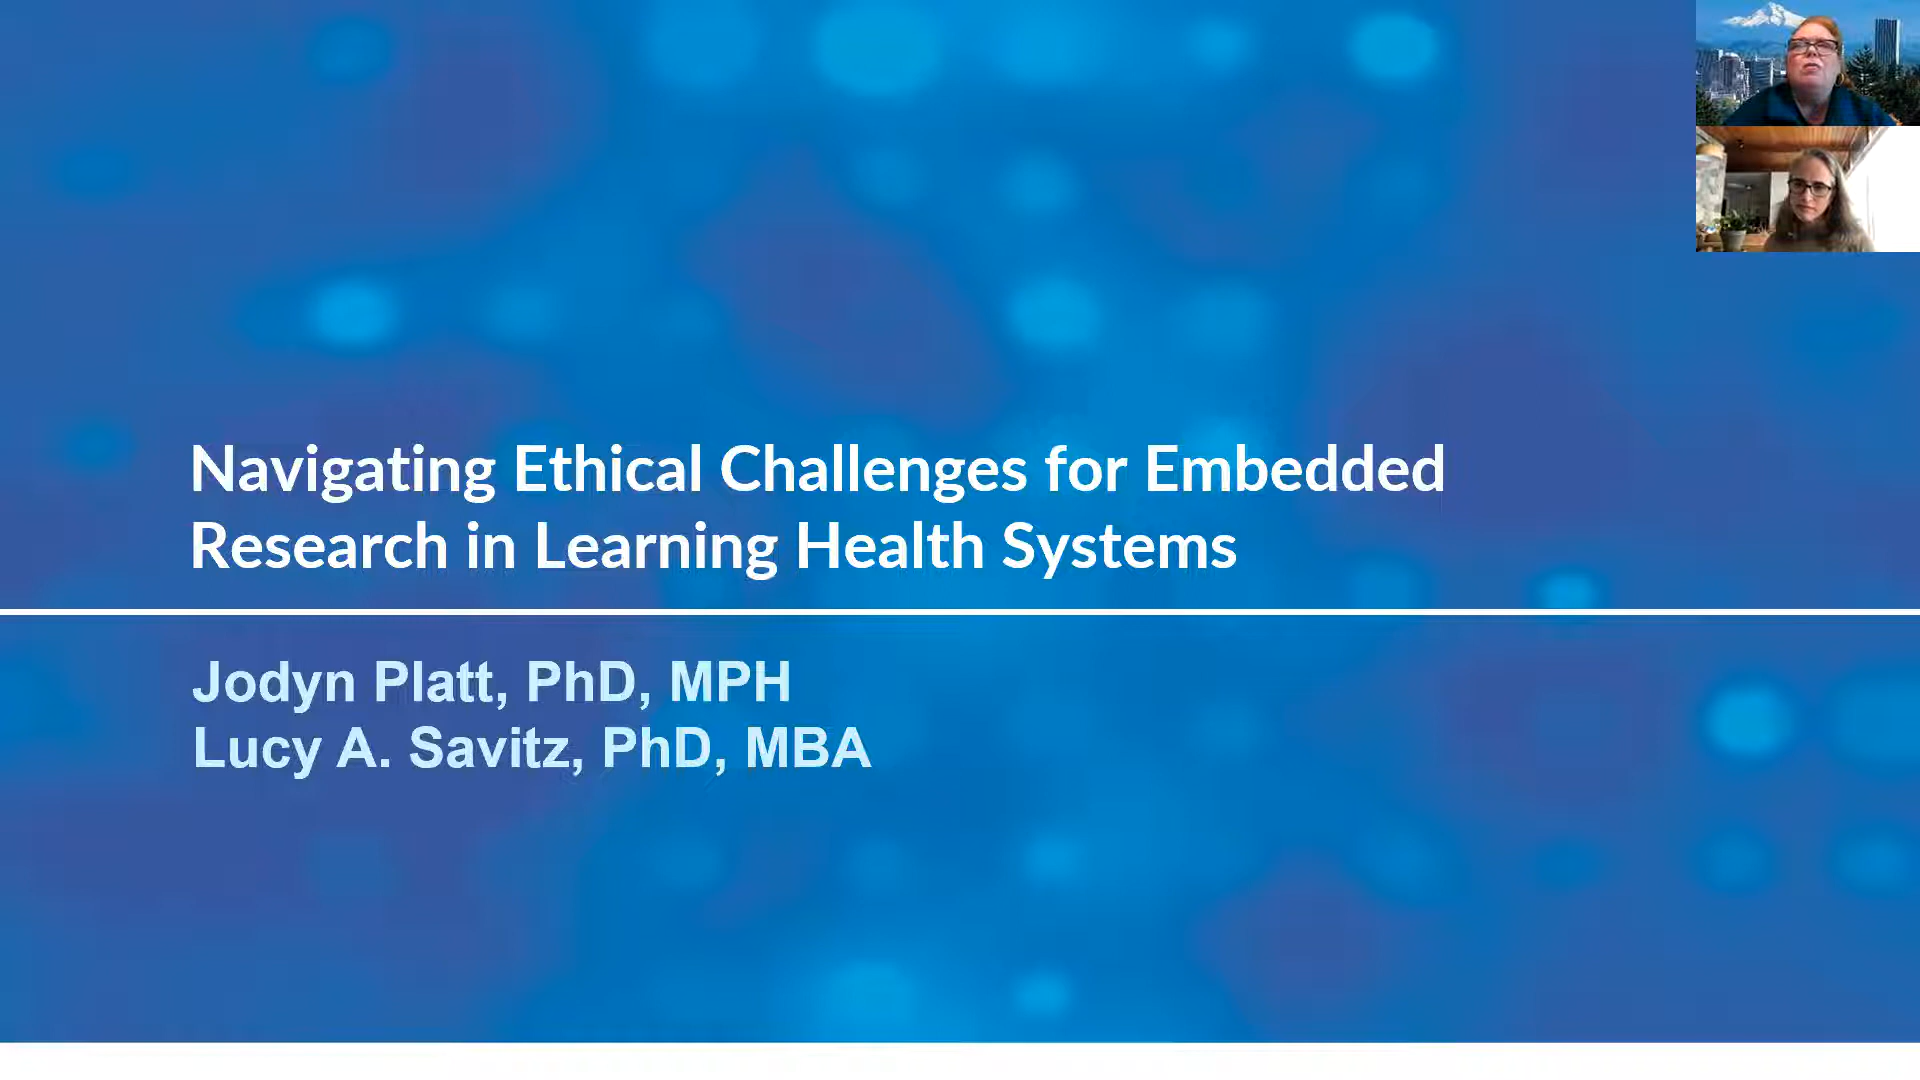 Navigating Ethical Challenges for Embedded
Research in Learning Health Systems
Jodyn Platt, PhD, MPH
Lucy A. Savitz, PhD, MBA